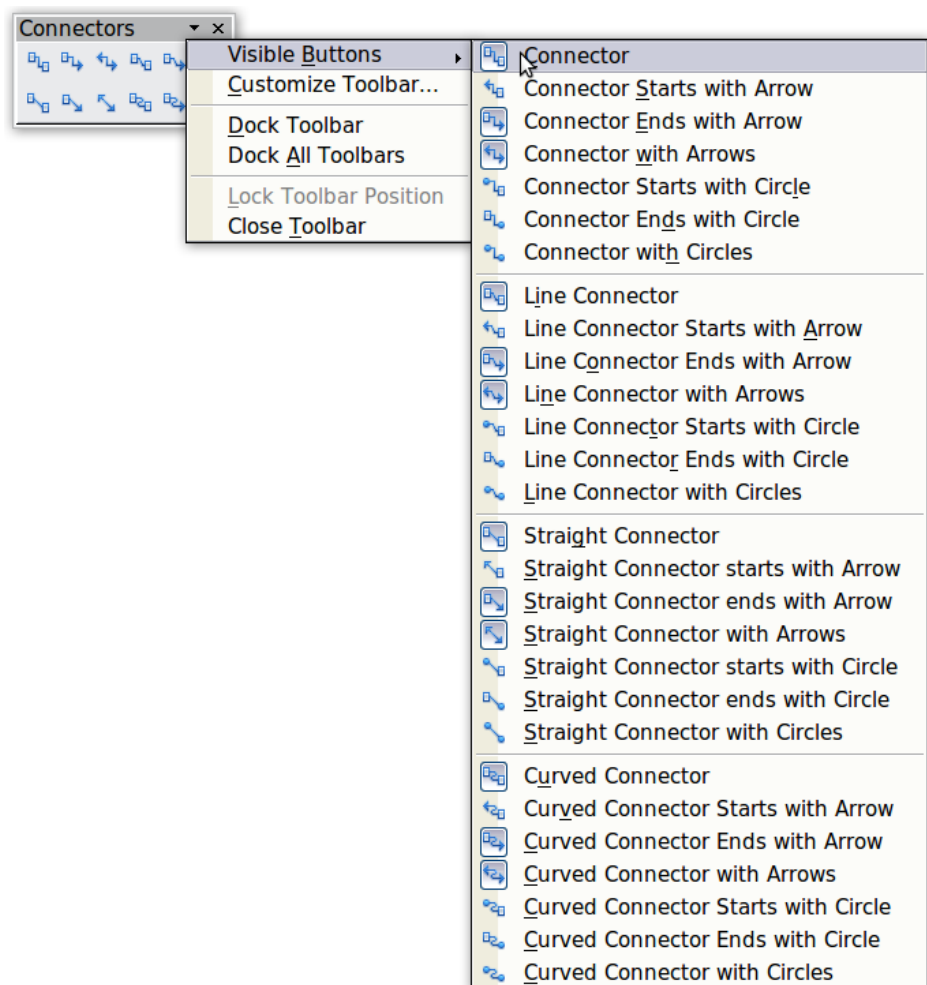 Connectors
Visible Buttons
Customize Toolbar...
Dock Toolbar
Dock All Toolbars
Lock Toolbar Position
Close Toolbar
Connector
Connector Starts with Arrow
Connector Ends with Arrow
Connector with Arrows
Connector Starts with Circle
Connector Ends with Circle
Connector with Circles
Line Connector
Line Connector Starts with Arrow
Line Connector Ends with Arrow
Line Connector with Arrows
Line Connector Starts with Circle
Line Connector Ends with Circle
Line Connector with Circles
Straight Connector
Straight Connector starts with Arrow
Straight Connector ends with Arrow
Straight Connector with Arrows
Straight Connector starts with Circle
Straight Connector ends with Circle
Straight Connector with Circles
Curved Connector
Curved Connector Starts with Arrow
Curved Connector Ends with Arrow
Curved Connector with Arrows
Curved Connector Starts with Circle
Curved Connector Ends with Circle
Curved Connector with Circles